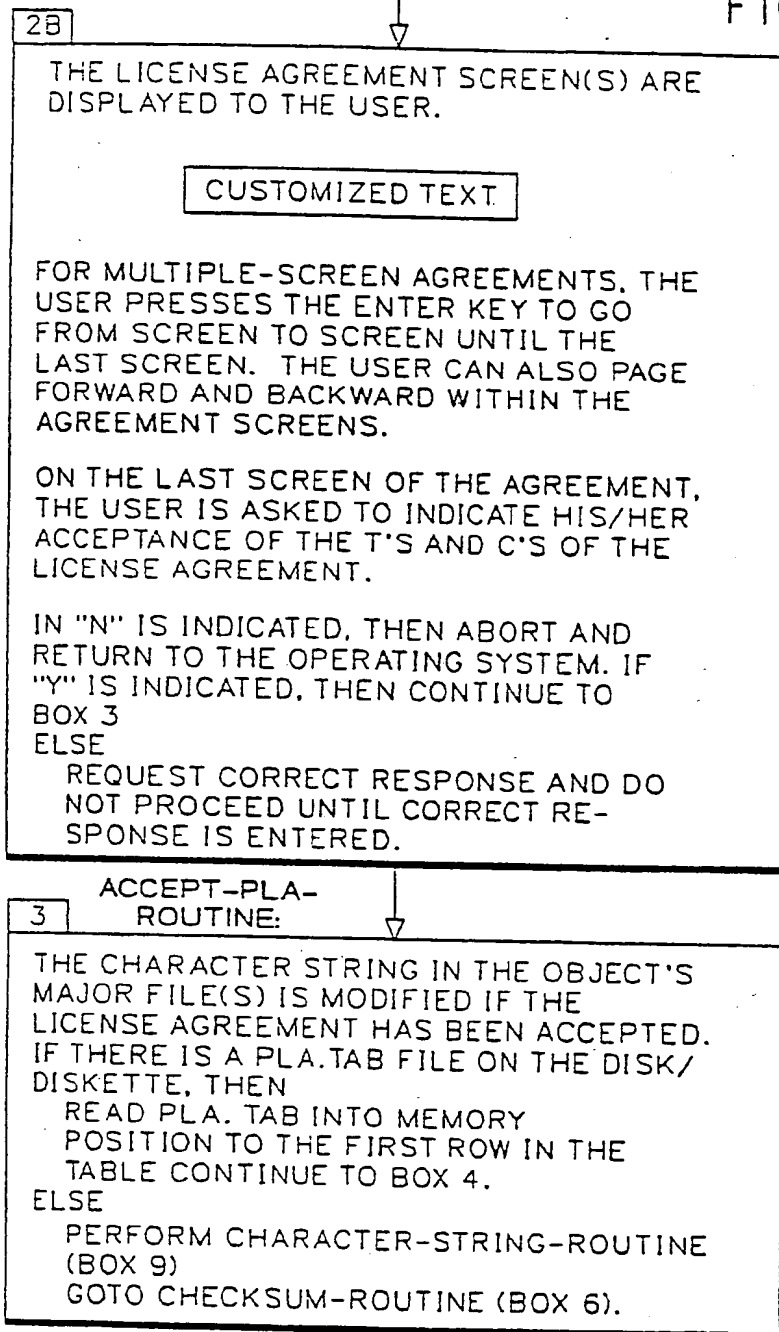 2B
THE LICENSE AGREEMENT SCREEN(S) ARE
DISPLAYED TO THE USER.
CUSTOMIZED TEXT
FOR MULTIPLE-SCREEN AGREEMENTS, THE
USER PRESSES THE ENTER KEY TO GO
FROM SCREEN TO SCREEN UNTIL THE
LAST SCREEN. THE USER CAN ALSO PAGE
FORWARD AND BACKWARD WITHIN THE
AGREEMENT SCREENS.
ON THE LAST SCREEN OF THE AGREEMENT,
THE USER IS ASKED TO INDICATE HIS/HER
ACCEPTANCE OF THE T'S AND C'S OF THE
LICENSE AGREEMENT.
IN "N" IS INDICATED, THEN ABORT AND
RETURN TO THE OPERATING SYSTEM. IF
"Y" IS INDICATED, THEN CONTINUE TO
BOX 3
ELSE
REQUEST CORRECT RESPONSE AND DO
NOT PROCEED UNTIL CORRECT RE-
SPONSE IS ENTERED.
ACCEPT-PLA-
3 ROUTINE:
THE CHARACTER STRING IN THE OBJECT'S
MAJOR FILE(S) IS MODIFIED IF THE
LICENSE AGREEMENT HAS BEEN ACCEPTED.
IF THERE IS A PLA.TAB FILE ON THE DISK/
DISKETTE, THEN
READ PLA. TAB INTO MEMORY
POSITION TO THE FIRST ROW IN THE
TABLE CONTINUE TO BOX 4.
ELSE
PERFORM CHARACTER-STRING-ROUTINE
(BOX 9)
GOTO CHECKSUM-ROUTINE (BOX 6).